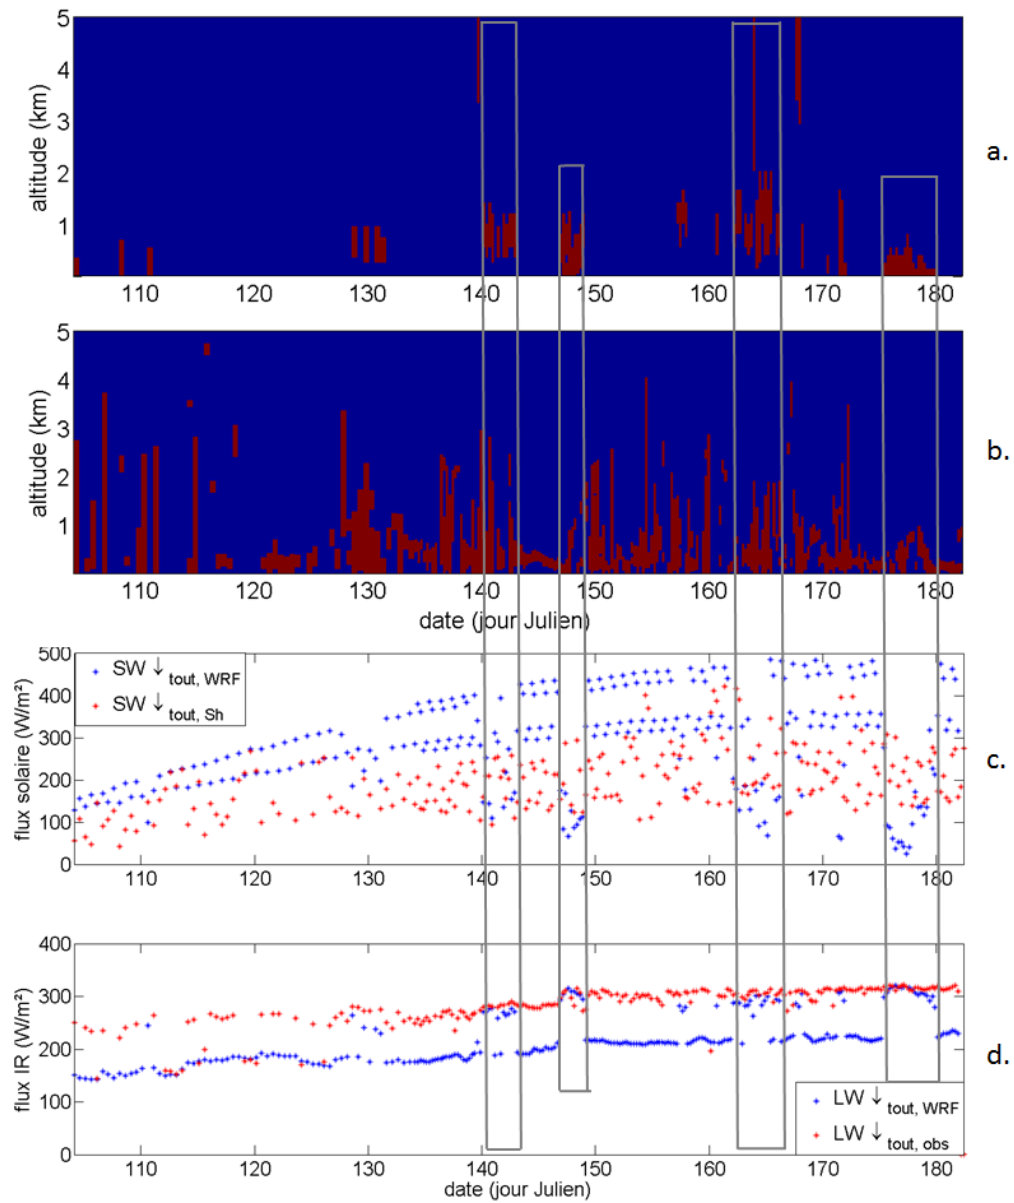 5
4
3
2
1
altitude (km)
110 120 130 140 150 160 170 180
a.
5
4
3
2
1
altitude (km)
110 120 130 140 150 160 170 180
date (jour Julien)
b.
500
400
300
200
100
0
flux solaire (W/m²)
SW ↓ tout, WRF
SW ↓ tout, Sh
110 120 130 140 150 160 170 180
c.
400
300
200
100
0
flux IR (W/m²)
LW ↓ tout, WRF
LW ↓ tout, obs
110 120 130 140 150 160 170 180
date (jour Julien)
d.